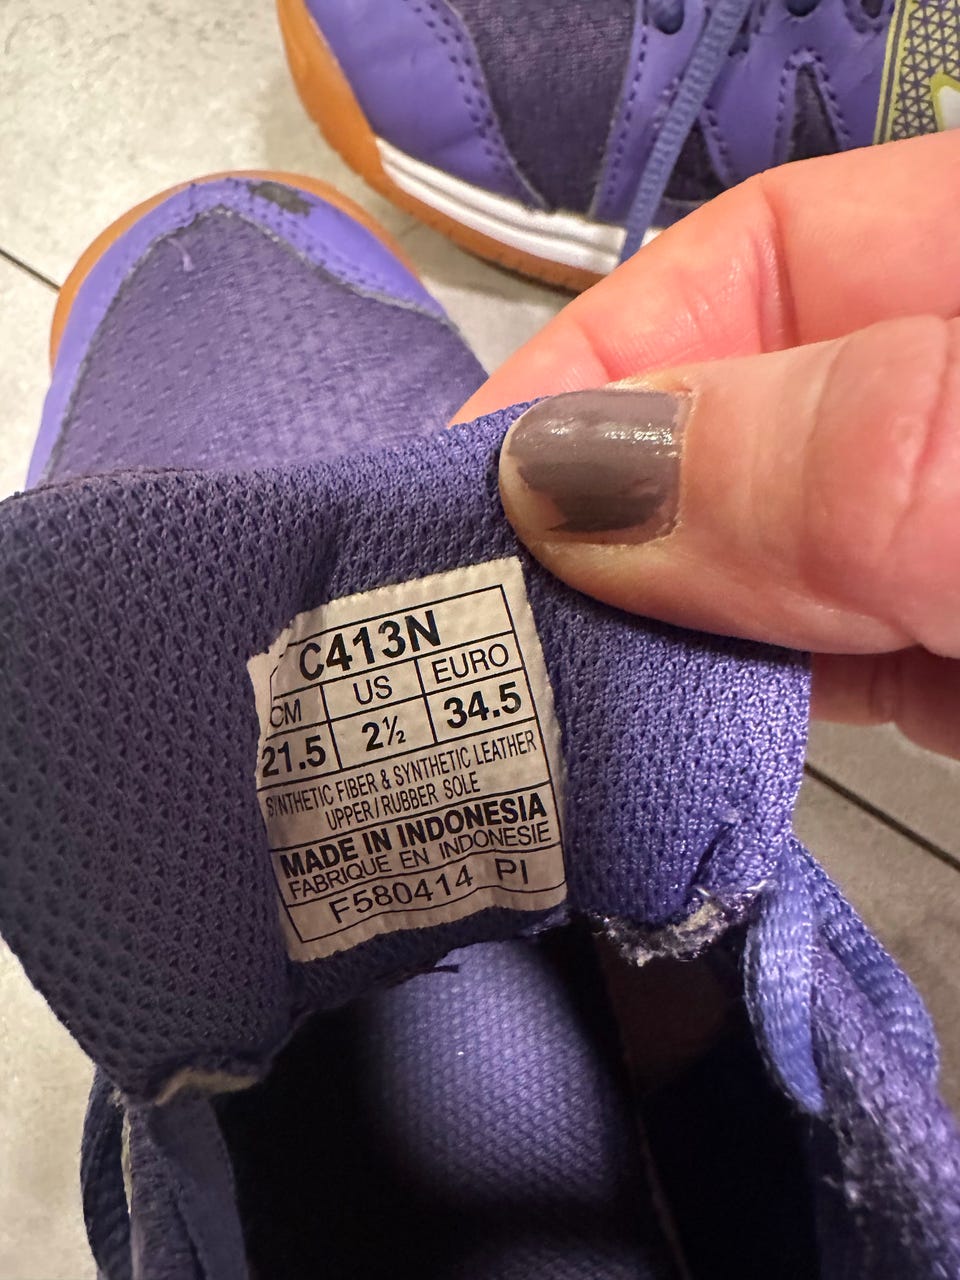 C413N
CM US EURO
21.5 2½ 34.5
SYNTHETIC FIBER & SYNTHETIC LEATHER
UPPER/RUBBER SOLE
MADE IN INDONESIA
FABRIQUE EN INDONESIE
F580414 PI